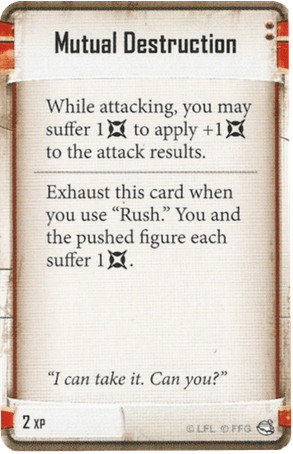 Mutual Destruction
While attacking, you may
suffer 1 to apply +1
to the attack results.
Exhaust this card when
you use “Rush.” You and
the pushed figure each
suffer 1.
“I can take it. Can you?”
2 XP
© LFL © FFG